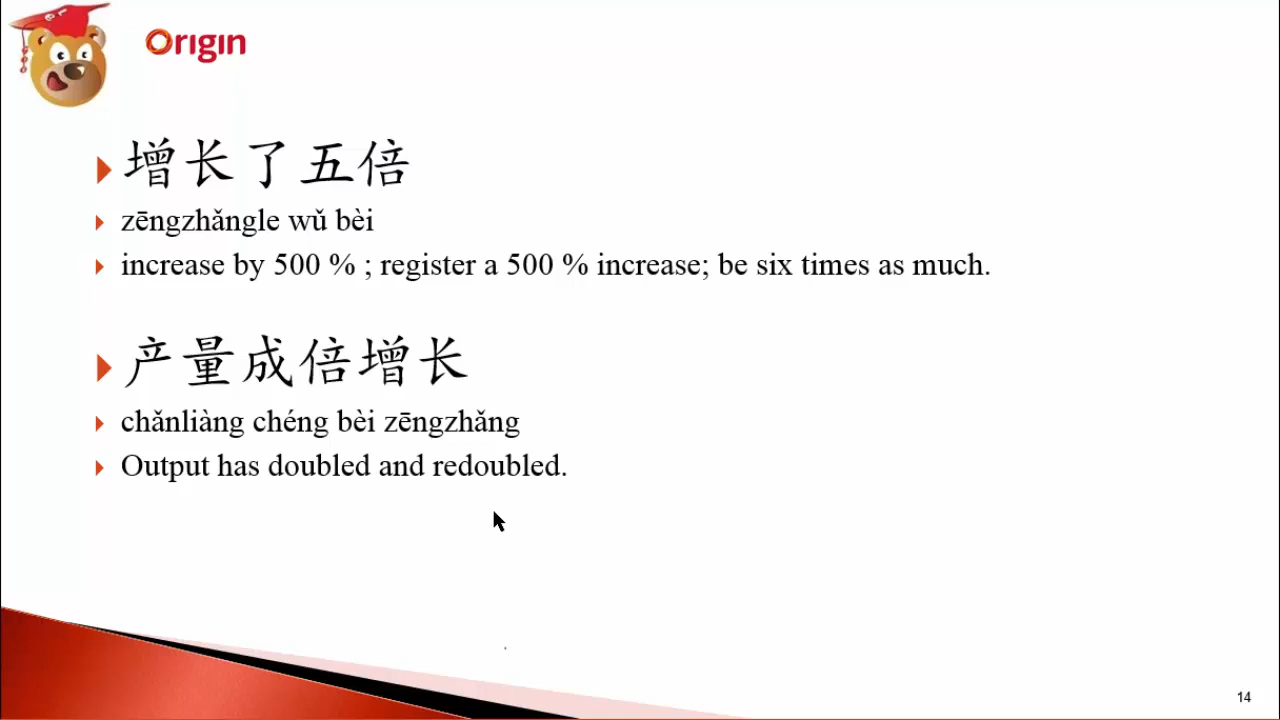 Origin
增长了五倍
zēngzhǎngle wǔ bèi
increase by 500 % ; register a 500 % increase; be six times as much.
产量成倍增长
chǎnliàng chéng bèi zēngzhǎng
Output has doubled and redoubled.
14